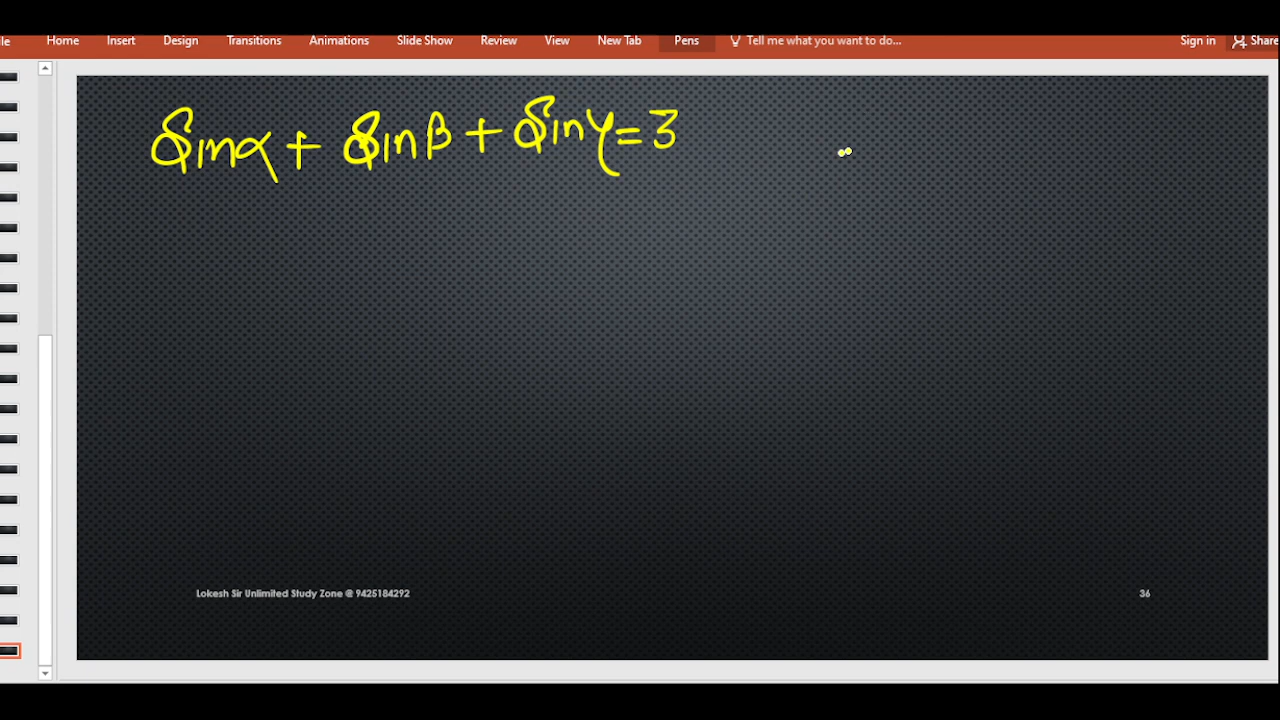 le Home Insert Design Transitions Animations Slide Show Review View New Tab Pens Tell me what you want to do... Sign in Share
Sinα + Sinβ + Sinγ = 3
Lokesh Sir Unlimited Study Zone @ 9425184292 36